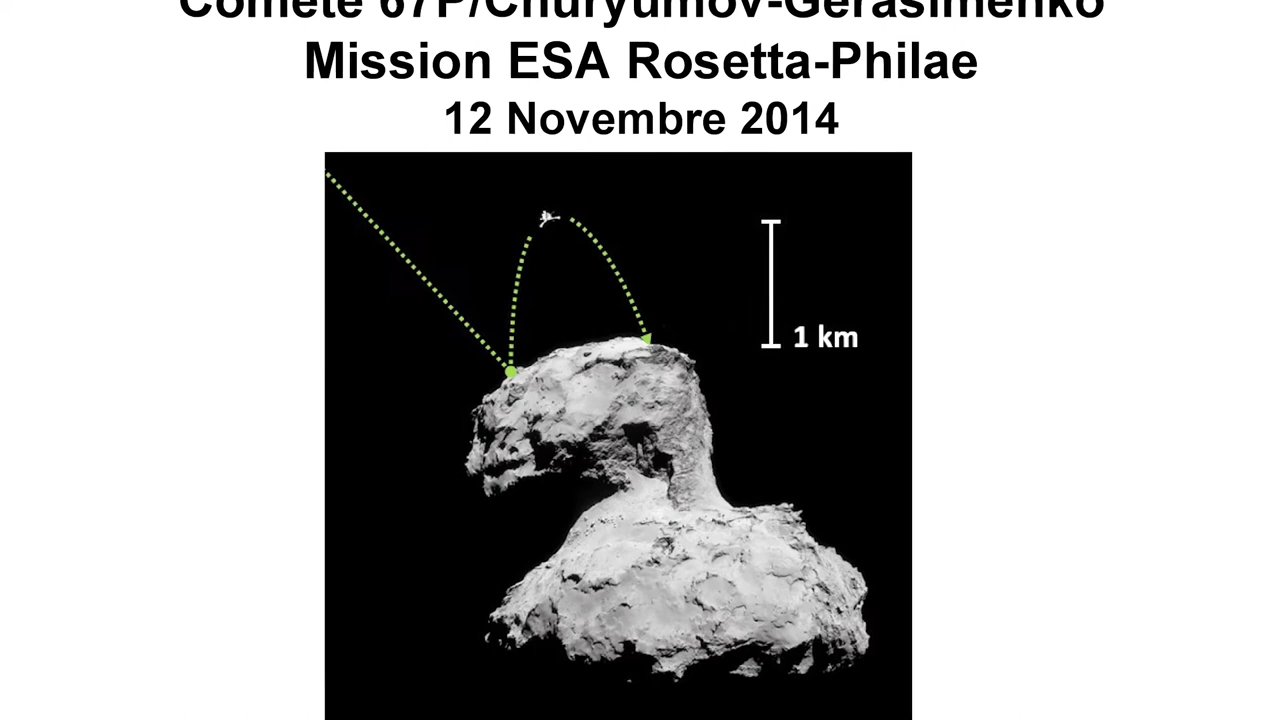 Comète 67P/Churyumov-Gerasimenko
Mission ESA Rosetta-Philae
12 Novembre 2014
1 km